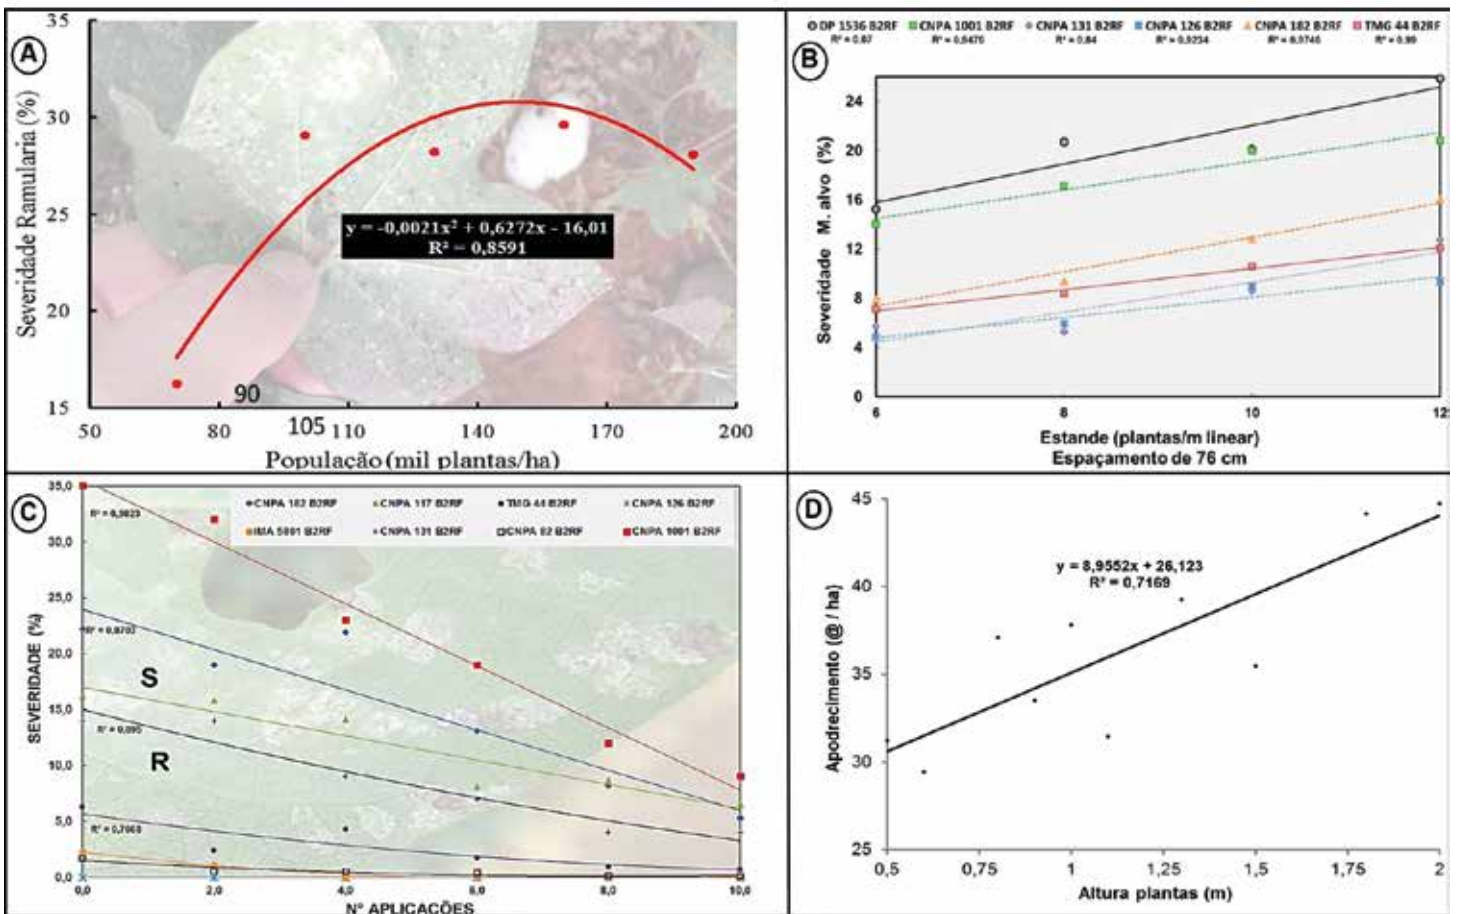 A
35
30
25
20
15
Severidade Ramularia (%)
y = -0,0021x² + 0,6272x - 16,01
R² = 0,8591
90
105
50 80 110 140 170 200
População (mil plantas/ha)
B
DP 1536 B2RF CNPA 1001 B2RF CNPA 131 B2RF CNPA 126 B2RF CNPA 182 B2RF TMG 44 B2RF
24
20
16
12
8
4
0
Severidade M. alvo (%)
6 8 10 12
Estande (plantas/m linear)
Espaçamento de 76 cm
C
35,0
30,0
25,0
20,0
15,0
10,0
5,0
0,0
SEVERIDADE (%)
CNPA 182 B2RF CNPA 117 B2RF TMG 44 B2RF CNPA 126 B2RF
IMA 5801 B2RF CNPA 131 B2RF CNPA 82 B2RF CNPA 1001 B2RF
S
R
0,0 2,0 4,0 6,0 8,0 10,0
Nº APLICAÇÕES
D
45
40
35
30
25
Apodrecimento (@ / ha)
y = 8,9552x + 26,123
R² = 0,7169
0,5 0,75 1 1,25 1,5 1,75 2
Altura plantas (m)